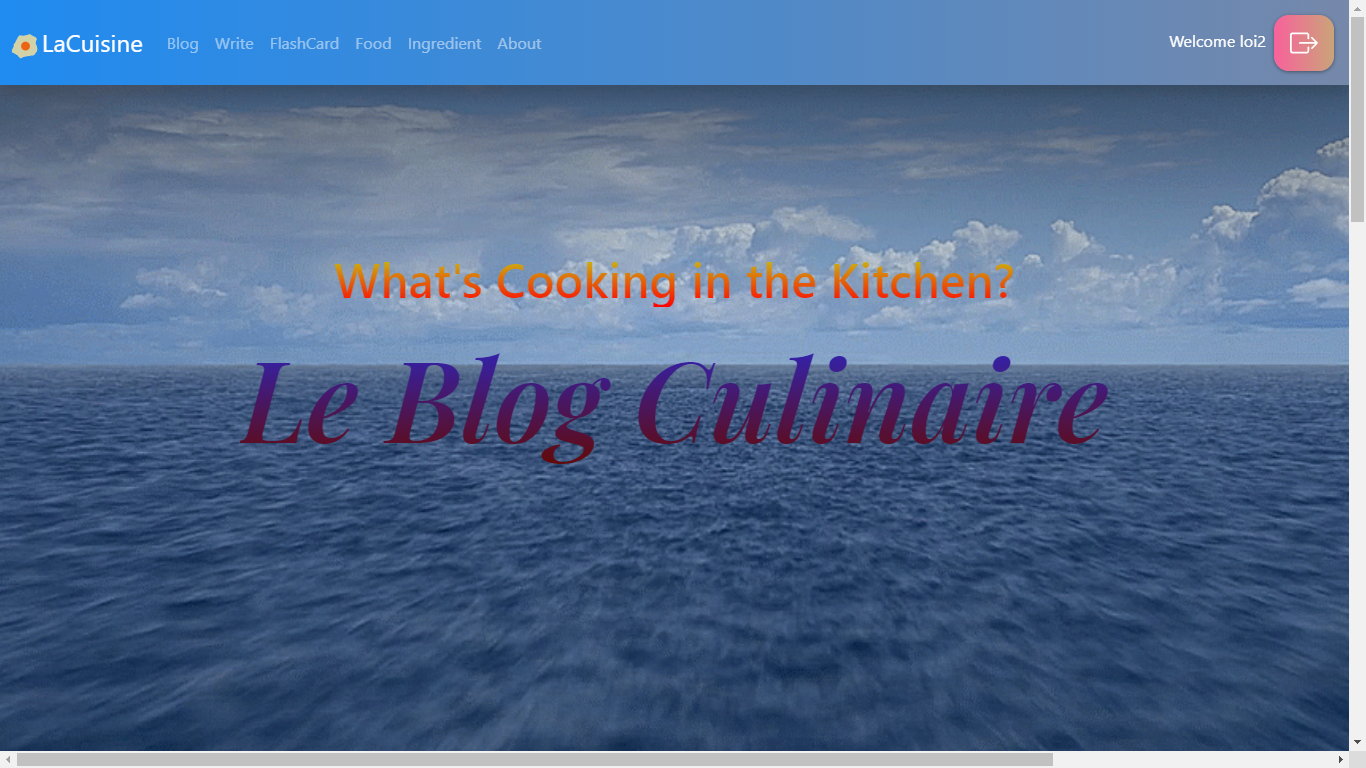 LaCuisine Blog Write FlashCard Food Ingredient About Welcome loi2
What's Cooking in the Kitchen?
Le Blog Culinaire